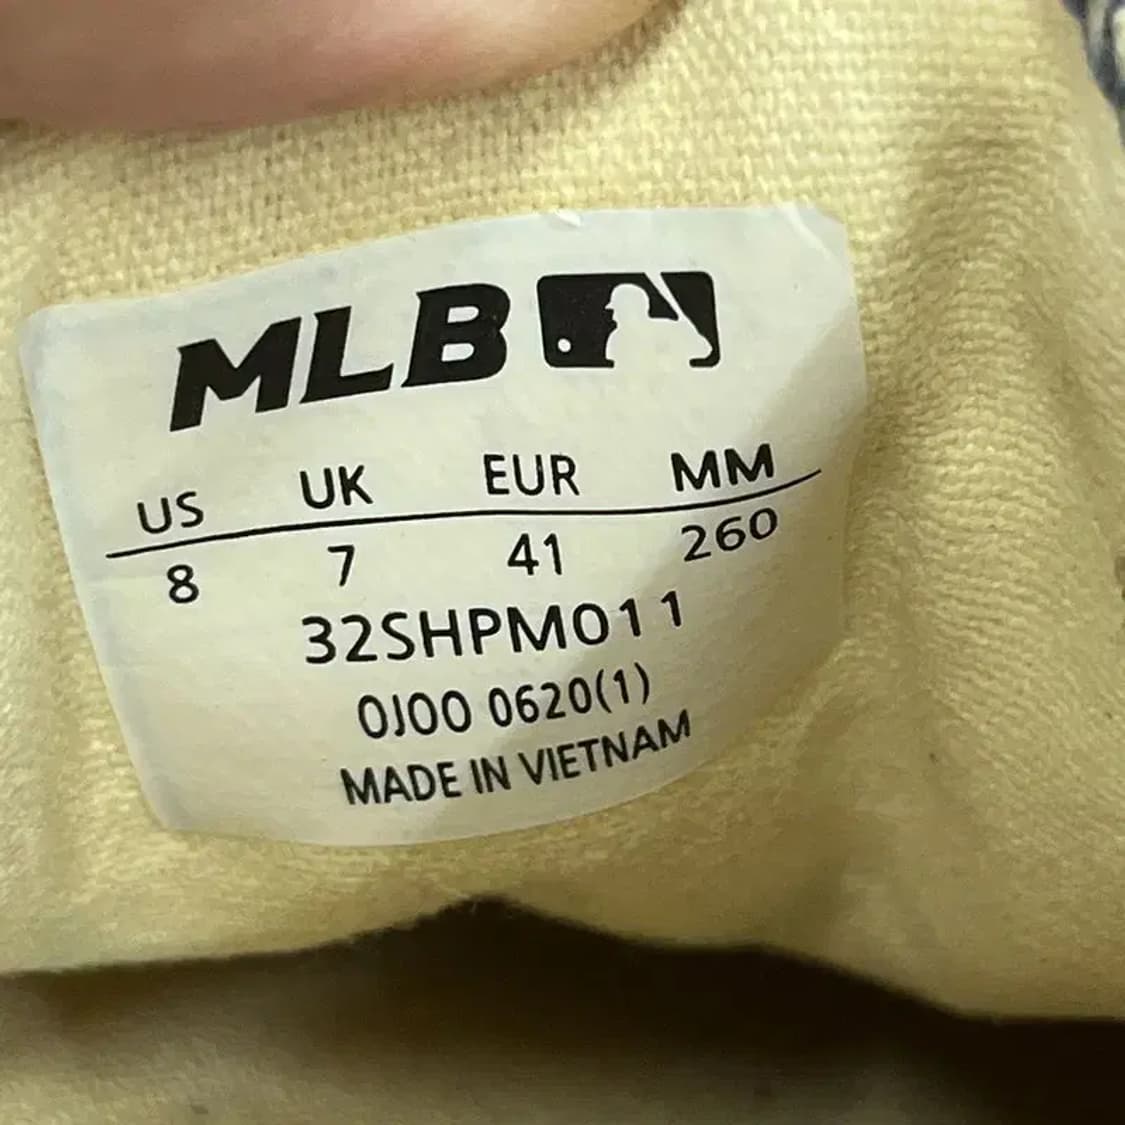 MLB
US UK EUR MM
8 7 41 260
32SHPM011
0J00 0620(1)
MADE IN VIETNAM